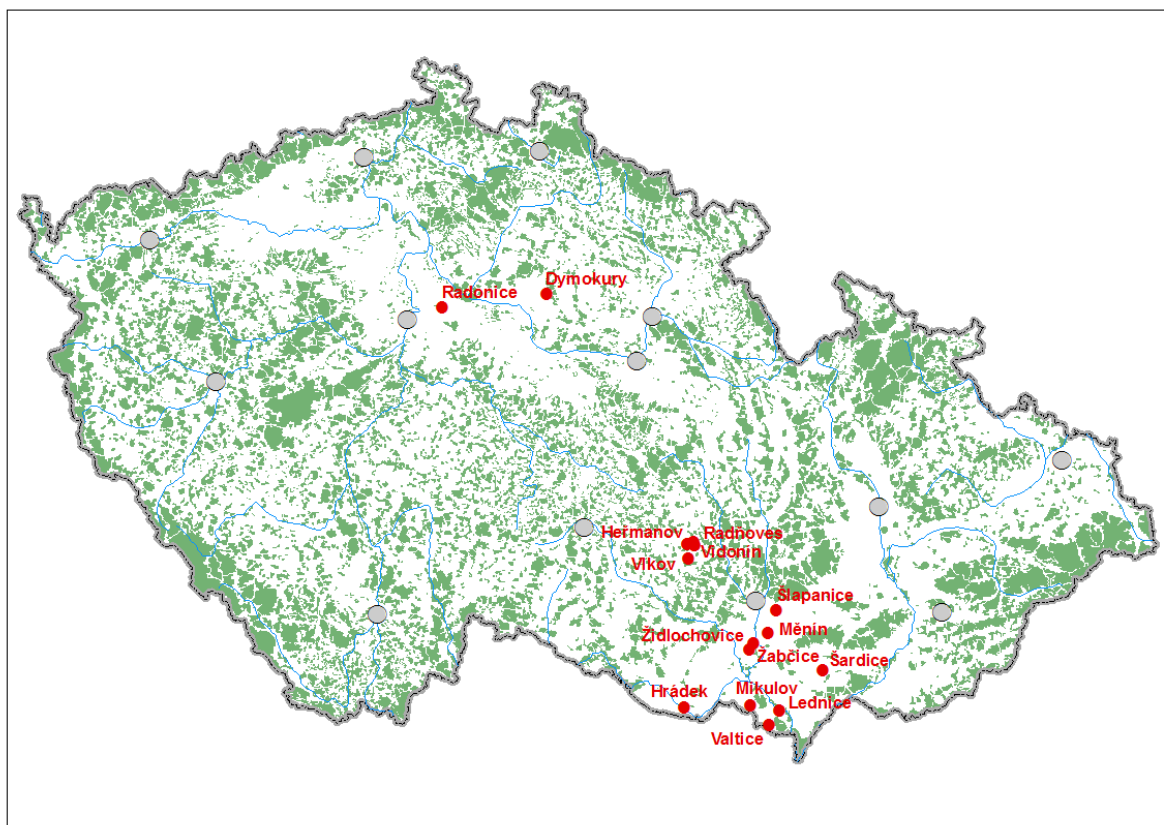 Dymokury
Radonice
Heřmanov
Radňoves
Vidonín
Vlkov
Šlapanice
Měnín
Židlochovice
Žabčice
Šardice
Hrádek
Mikulov
Lednice
Valtice